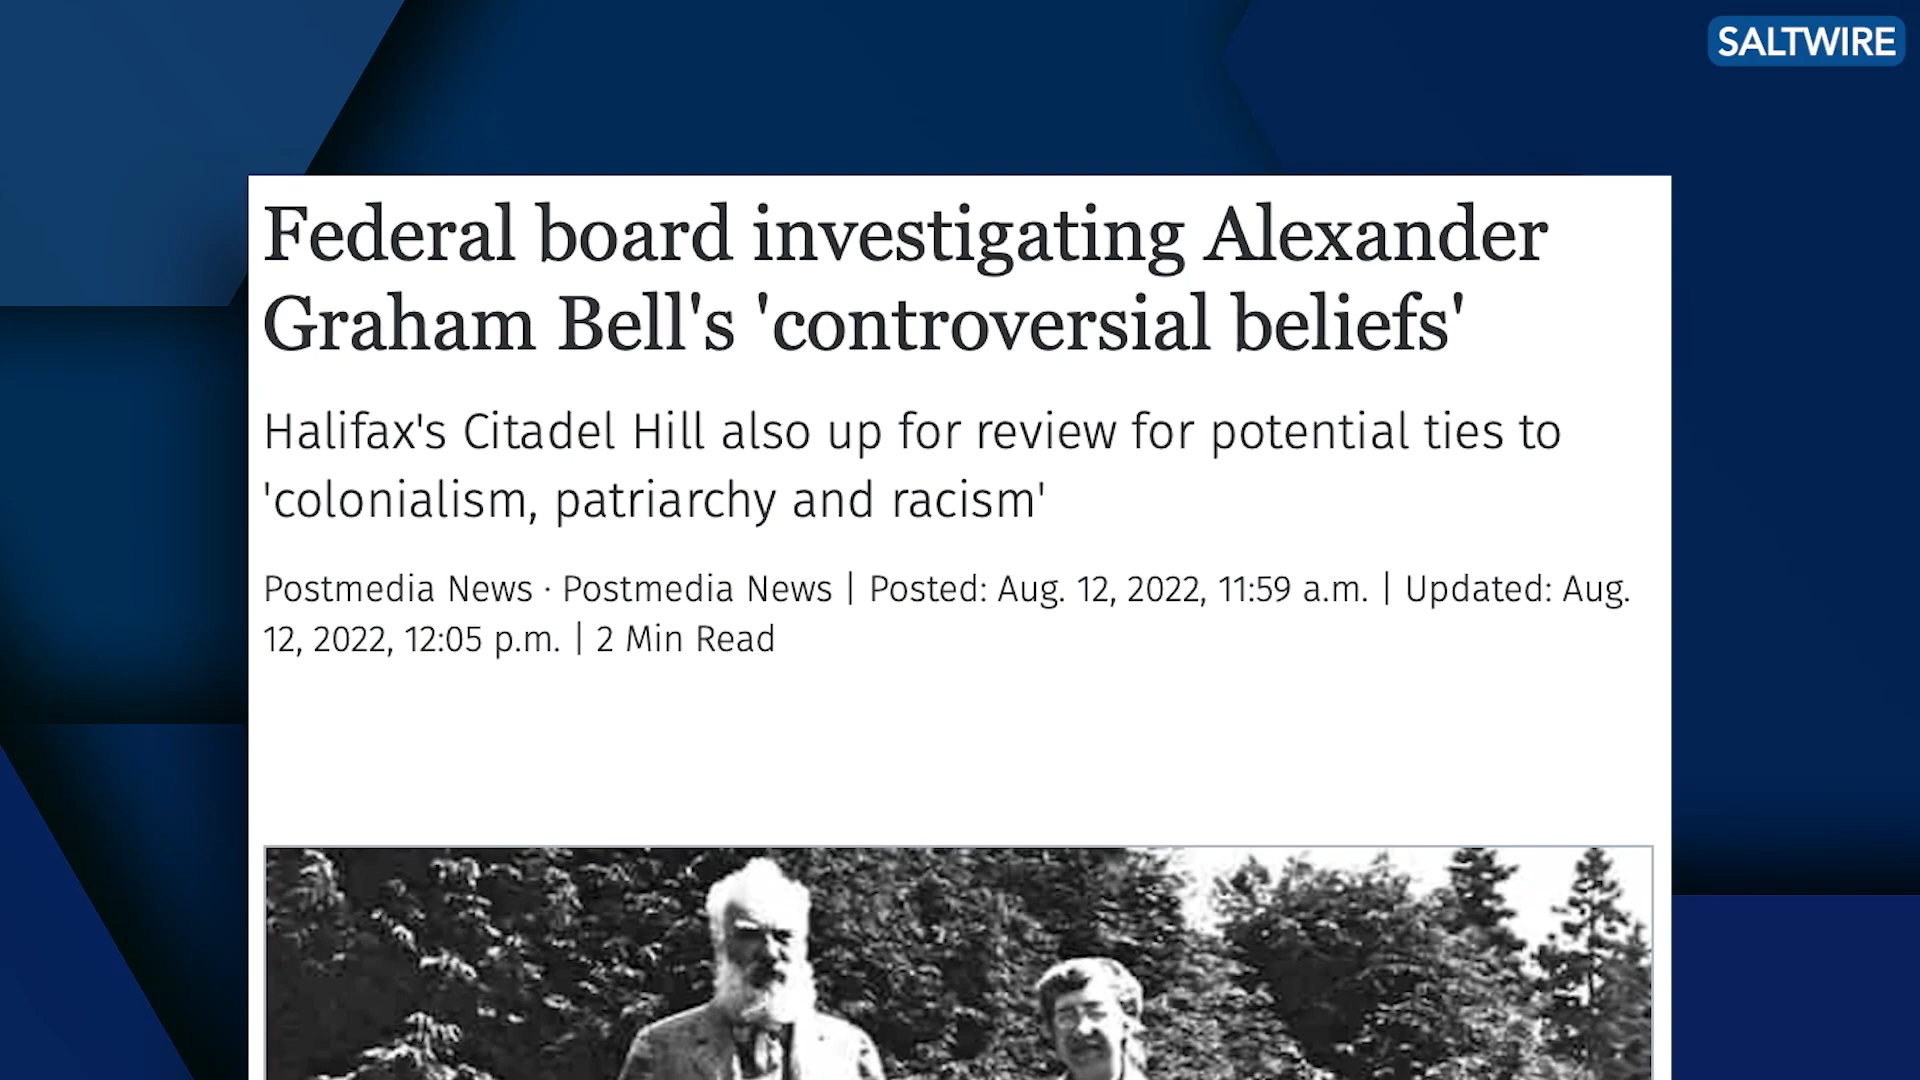 SALTWIRE
Federal board investigating Alexander
Graham Bell's 'controversial beliefs'
Halifax's Citadel Hill also up for review for potential ties to
'colonialism, patriarchy and racism'
Postmedia News · Postmedia News | Posted: Aug. 12, 2022, 11:59 a.m. | Updated: Aug.
12, 2022, 12:05 p.m. | 2 Min Read